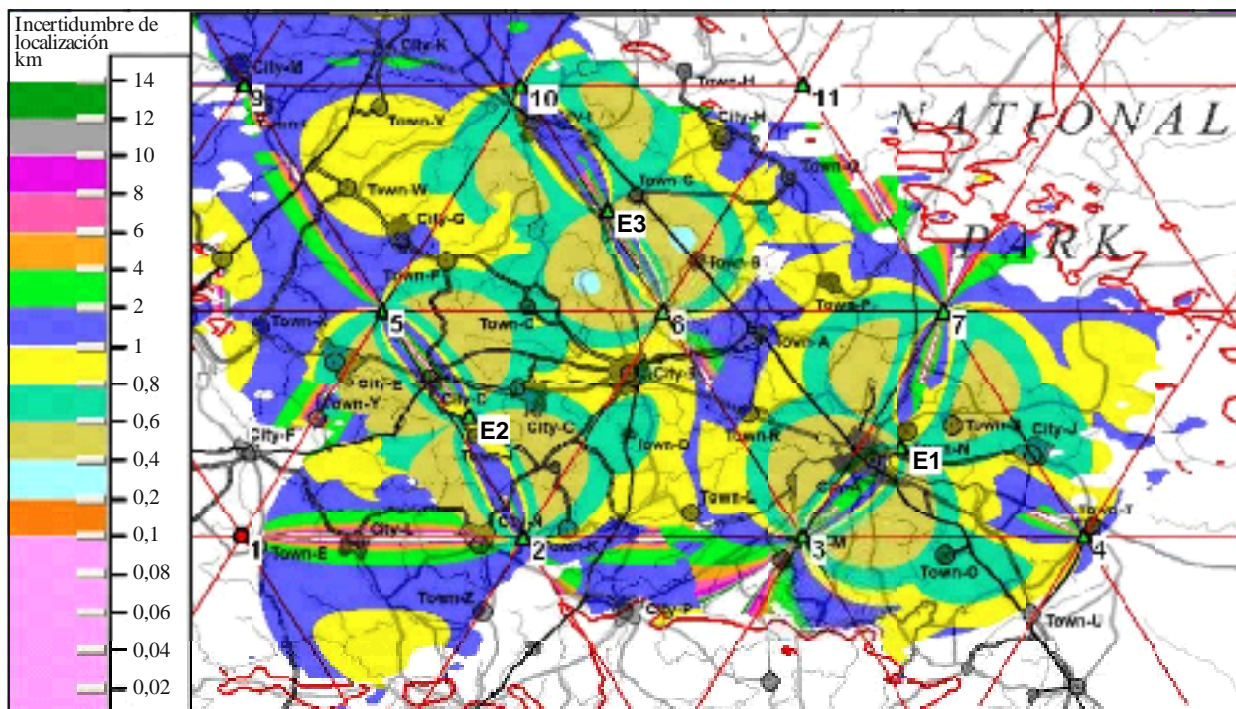 Incertidumbre de
localización
km
14
12
10
8
6
4
2
1
0,8
0,6
0,4
0,2
0,1
0,08
0,06
0,04
0,02
City-K
City-M
9
10
11
Town-H
City-H
NATIONAL
Town-V
Town-W
City-G
Town-G
E3
PARK
Town-F
Town-B
Town-P
Town-X
5
Town-C
6
7
Town-A
City-E
Town-Y
E2
City-C
Town-D
Town-R
City-J
City-F
E1
1
City-L
Town-E
2
Town-K
3
4
Town-O
Town-Z
City-P
Town-U